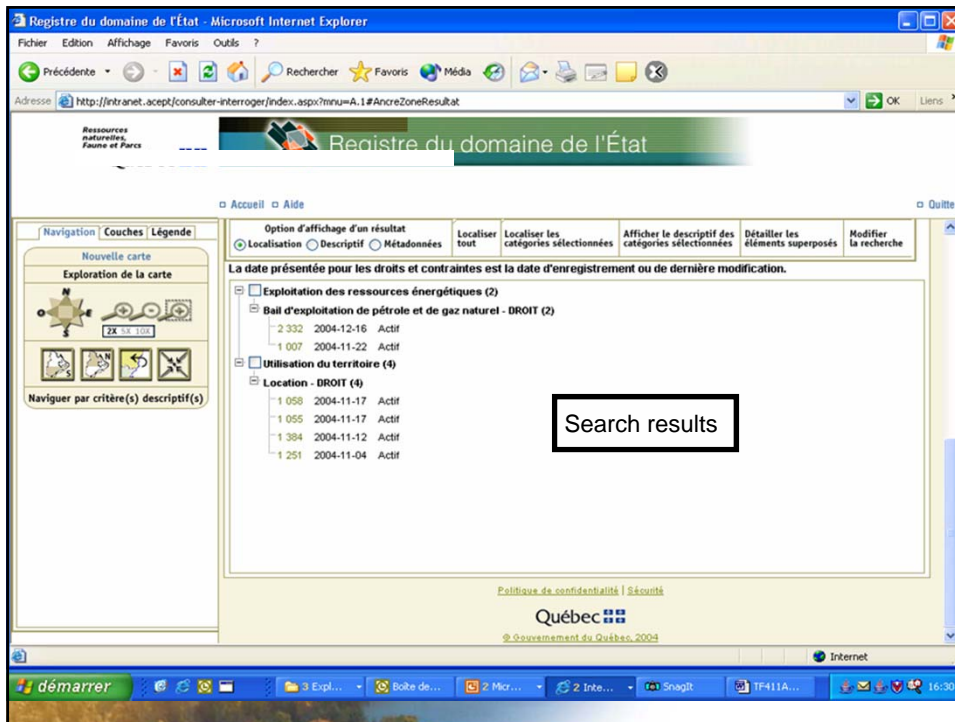 Registre du domaine de l'État - Microsoft Internet Explorer
Fichier Edition Affichage Favoris Outils ?
Précédente Rechercher Favoris Média
Adresse http://intranet.acept/consulter-interroger/index.aspx?mnu=A.1#AncreZoneResultat OK Liens
Ressources
naturelles,
Faune et Parcs
Registre du domaine de l'État
Accueil Aide Quitte
Navigation Couches Légende
Nouvelle carte
Exploration de la carte
N
O E
S
2X 5X 10X
Naviguer par critère(s) descriptif(s)
Option d'affichage d'un résultat
Localisation Descriptif Métadonnées
Localiser tout
Localiser les catégories sélectionnées
Afficher le descriptif des catégories sélectionnées
Détailler les éléments superposés
Modifier la recherche
La date présentée pour les droits et contraintes est la date d'enregistrement ou de dernière modification.
Exploitation des ressources énergétiques (2)
Bail d'exploitation de pétrole et de gaz naturel - DROIT (2)
2 332 2004-12-16 Actif
1 007 2004-11-22 Actif
Utilisation du territoire (4)
Location - DROIT (4)
1 058 2004-11-17 Actif
1 055 2004-11-17 Actif
1 384 2004-11-12 Actif
1 251 2004-11-04 Actif
Search results
Politique de confidentialité | Sécurité
Québec
© Gouvernement du Québec, 2004
Internet
démarrer 3 Expl... Boîte de... 2 Micr... 2 Inte... SnagIt TF411A... 16:30